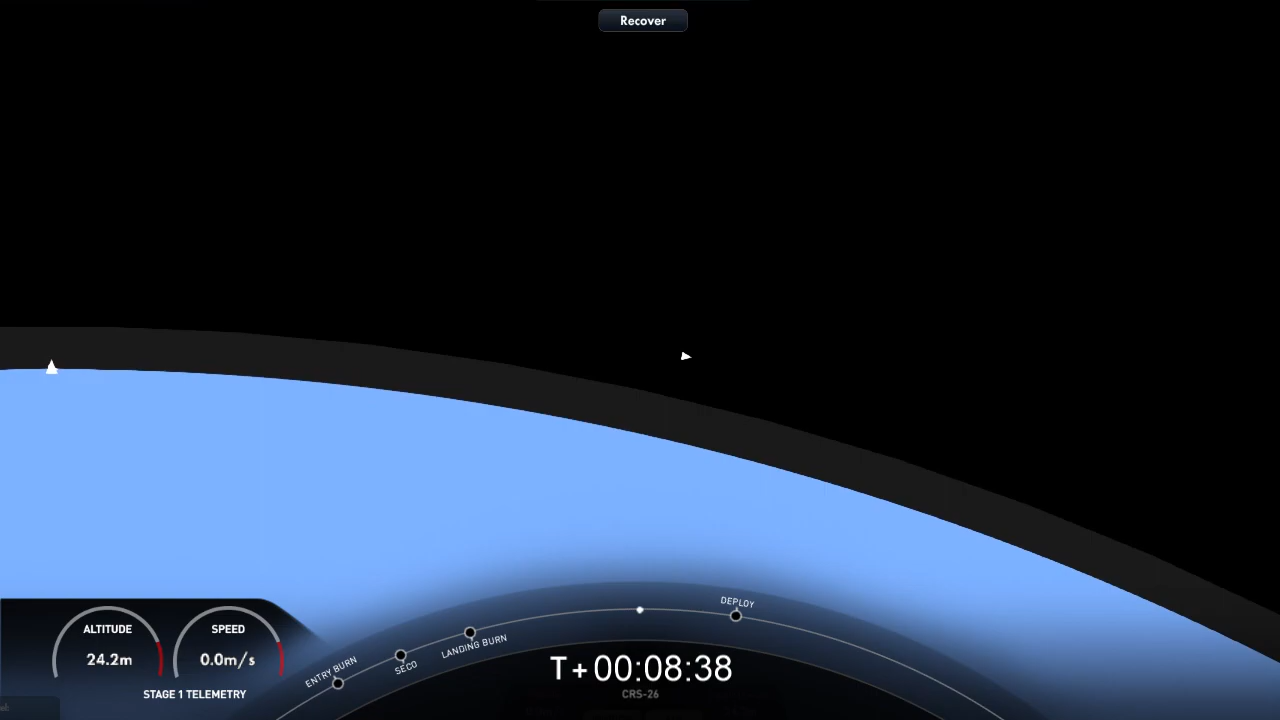 Recover
ALTITUDE
24.2m
SPEED
0.0m/s
STAGE 1 TELEMETRY
ENTRY BURN
SECO
LANDING BURN
DEPLOY
T+00:08:38
CRS-26